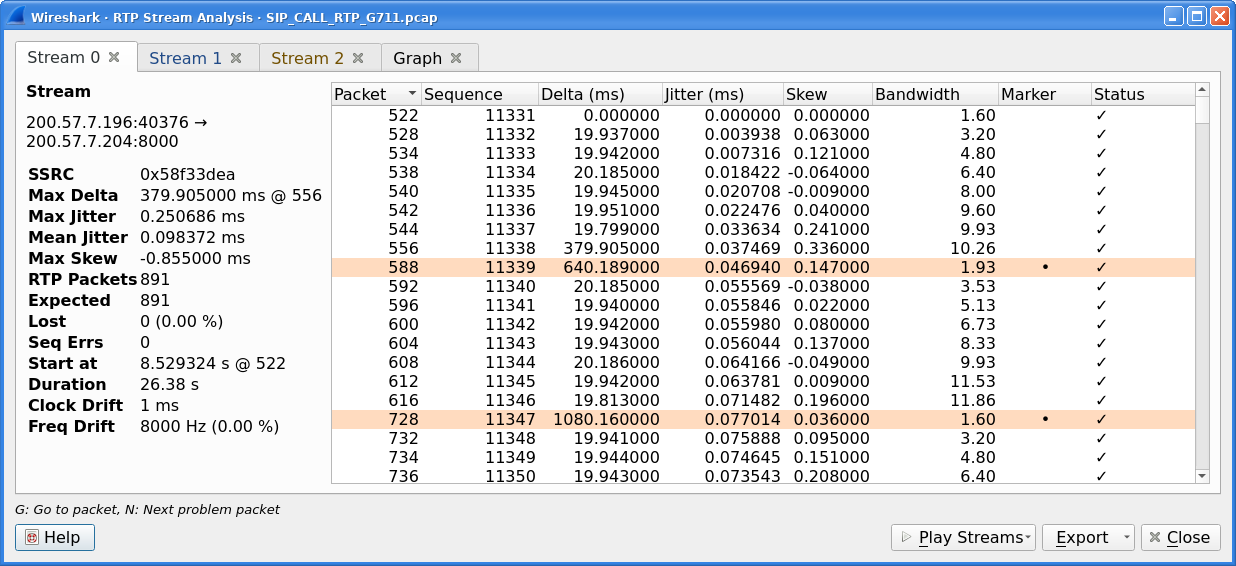 Wireshark · RTP Stream Analysis · SIP_CALL_RTP_G711.pcap
Stream 0 Stream 1 Stream 2 Graph
Stream
200.57.7.196:40376 →
200.57.7.204:8000
SSRC 0x58f33dea
Max Delta 379.905000 ms @ 556
Max Jitter 0.250686 ms
Mean Jitter 0.098372 ms
Max Skew -0.855000 ms
RTP Packets 891
Expected 891
Lost 0 (0.00 %)
Seq Errs 0
Start at 8.529324 s @ 522
Duration 26.38 s
Clock Drift 1 ms
Freq Drift 8000 Hz (0.00 %)
Packet Sequence Delta (ms) Jitter (ms) Skew Bandwidth Marker Status
522 11331 0.000000 0.000000 0.000000 1.60 ✓
528 11332 19.937000 0.003938 0.063000 3.20 ✓
534 11333 19.942000 0.007316 0.121000 4.80 ✓
538 11334 20.185000 0.018422 -0.064000 6.40 ✓
540 11335 19.945000 0.020708 -0.009000 8.00 ✓
542 11336 19.951000 0.022476 0.040000 9.60 ✓
544 11337 19.799000 0.033634 0.241000 9.93 ✓
556 11338 379.905000 0.037469 0.336000 10.26 ✓
588 11339 640.189000 0.046940 0.147000 1.93 • ✓
592 11340 20.185000 0.055569 -0.038000 3.53 ✓
596 11341 19.940000 0.055846 0.022000 5.13 ✓
600 11342 19.942000 0.055980 0.080000 6.73 ✓
604 11343 19.943000 0.056044 0.137000 8.33 ✓
608 11344 20.186000 0.064166 -0.049000 9.93 ✓
612 11345 19.942000 0.063781 0.009000 11.53 ✓
616 11346 19.813000 0.071482 0.196000 11.86 ✓
728 11347 1080.160000 0.077014 0.036000 1.60 • ✓
732 11348 19.941000 0.075888 0.095000 3.20 ✓
734 11349 19.944000 0.074645 0.151000 4.80 ✓
736 11350 19.943000 0.073543 0.208000 6.40 ✓
G: Go to packet, N: Next problem packet
Help Play Streams Export Close